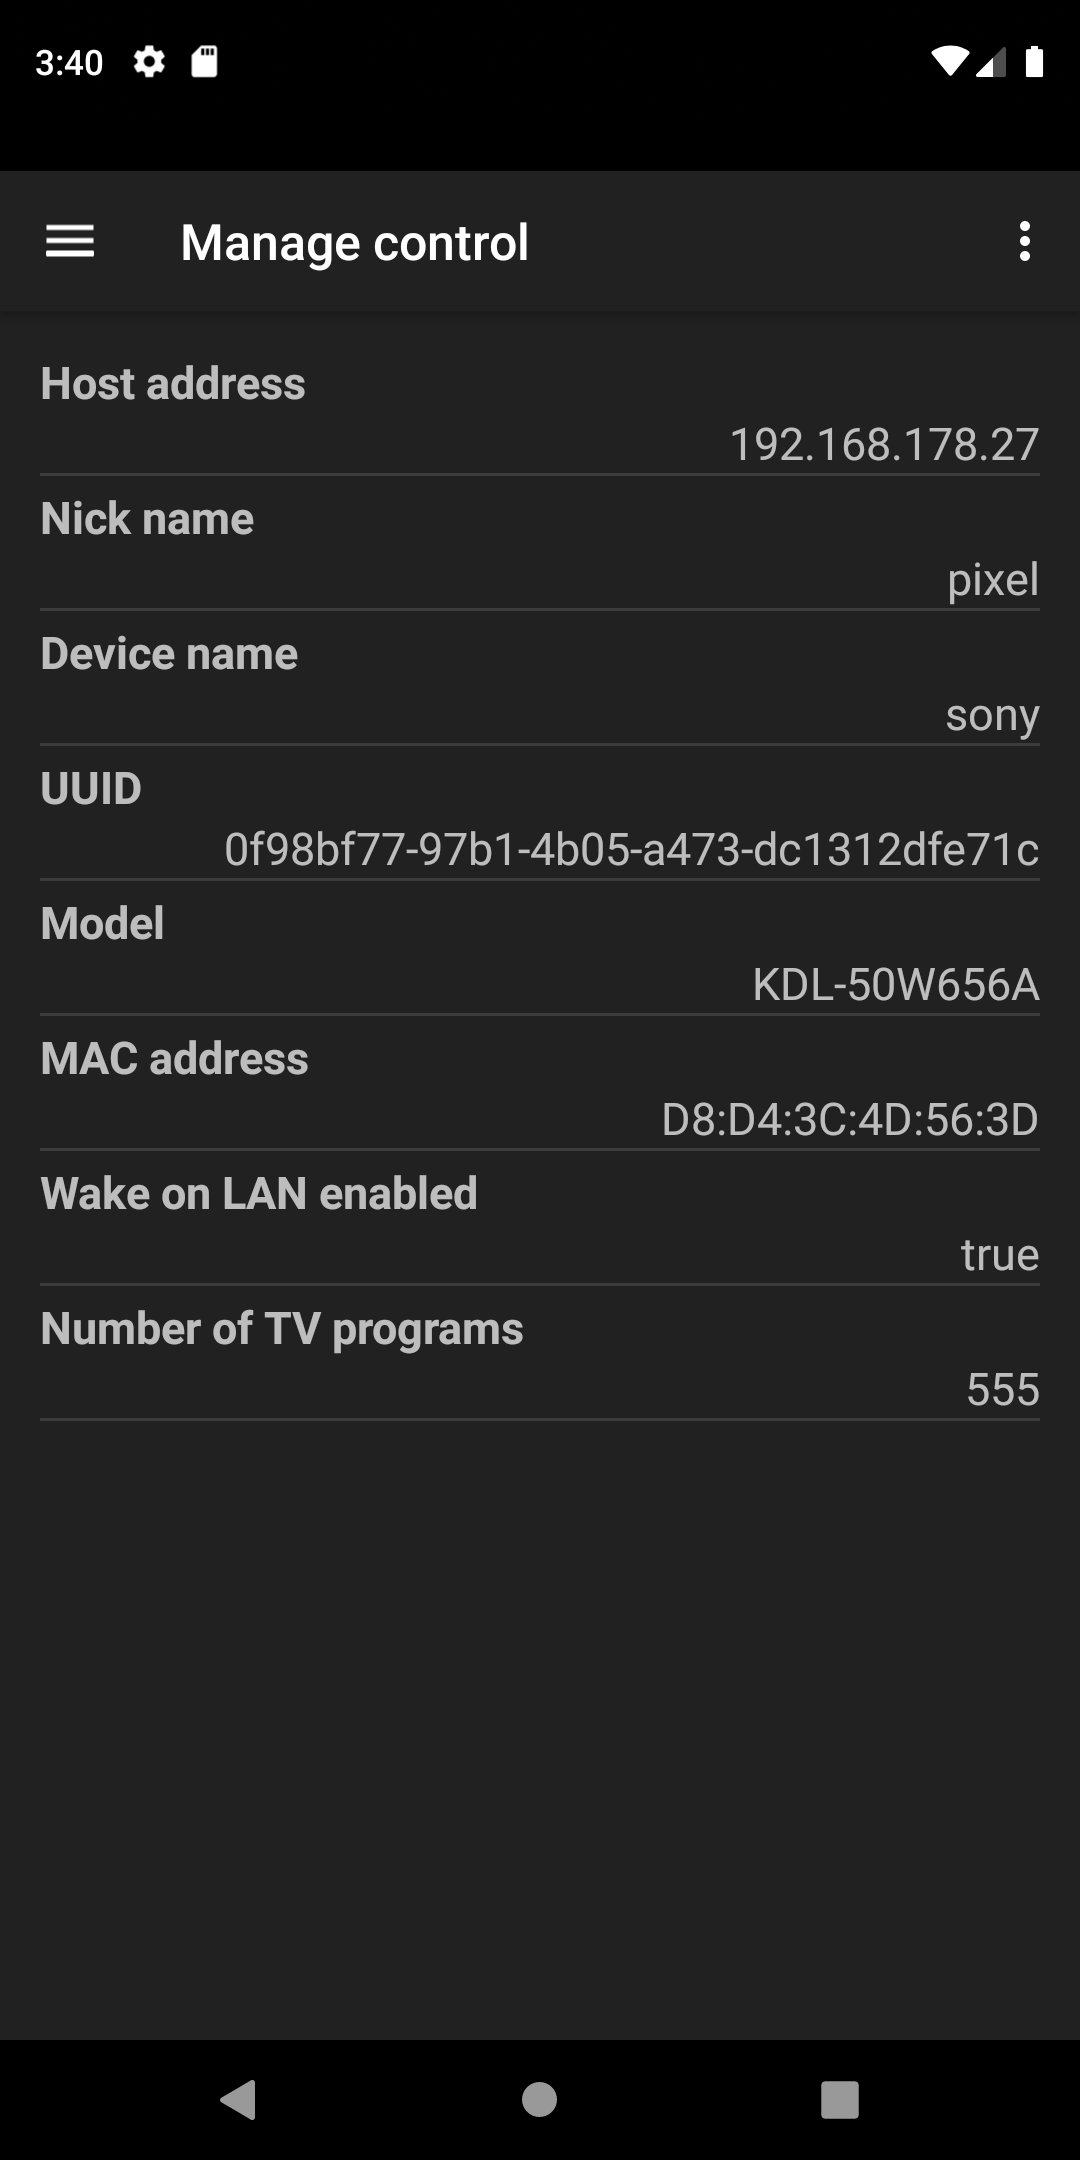 3:40
Manage control
Host address
192.168.178.27
Nick name
pixel
Device name
sony
UUID
0f98bf77-97b1-4b05-a473-dc1312dfe71c
Model
KDL-50W656A
MAC address
D8:D4:3C:4D:56:3D
Wake on LAN enabled
true
Number of TV programs
555